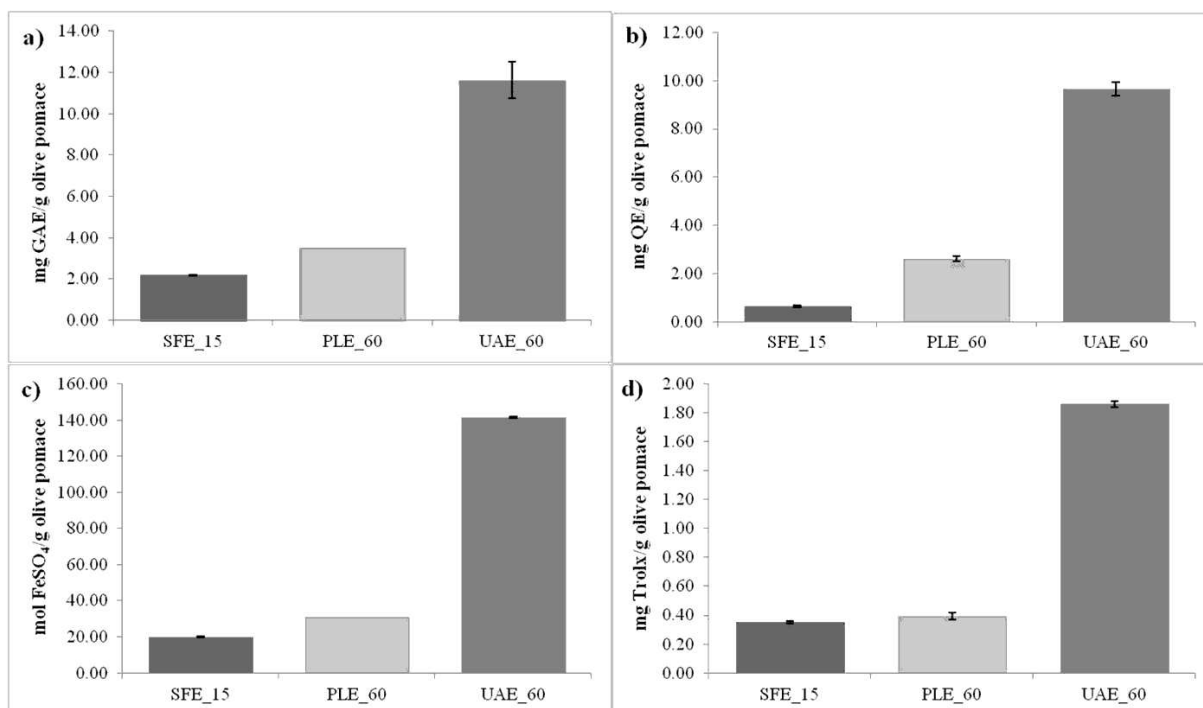 a)
mg GAE/g olive pomace
14.00
12.00
10.00
8.00
6.00
4.00
2.00
0.00
SFE_15 PLE_60 UAE_60
b)
mg QE/g olive pomace
12.00
10.00
8.00
6.00
4.00
2.00
0.00
SFE_15 PLE_60 UAE_60
c)
mol FeSO₄/g olive pomace
160.00
140.00
120.00
100.00
80.00
60.00
40.00
20.00
0.00
SFE_15 PLE_60 UAE_60
d)
mg Trolx/g olive pomace
2.00
1.80
1.60
1.40
1.20
1.00
0.80
0.60
0.40
0.20
0.00
SFE_15 PLE_60 UAE_60